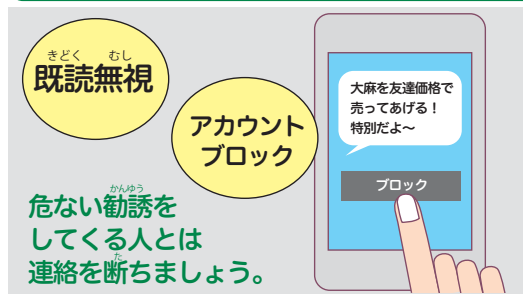 きどく むし
既読無視
アカウント
ブロック
大麻を友達価格で
売ってあげる！
特別だよ〜
ブロック
かんゆう
危ない勧誘を
してくる人とは
た
連絡を断ちましょう。